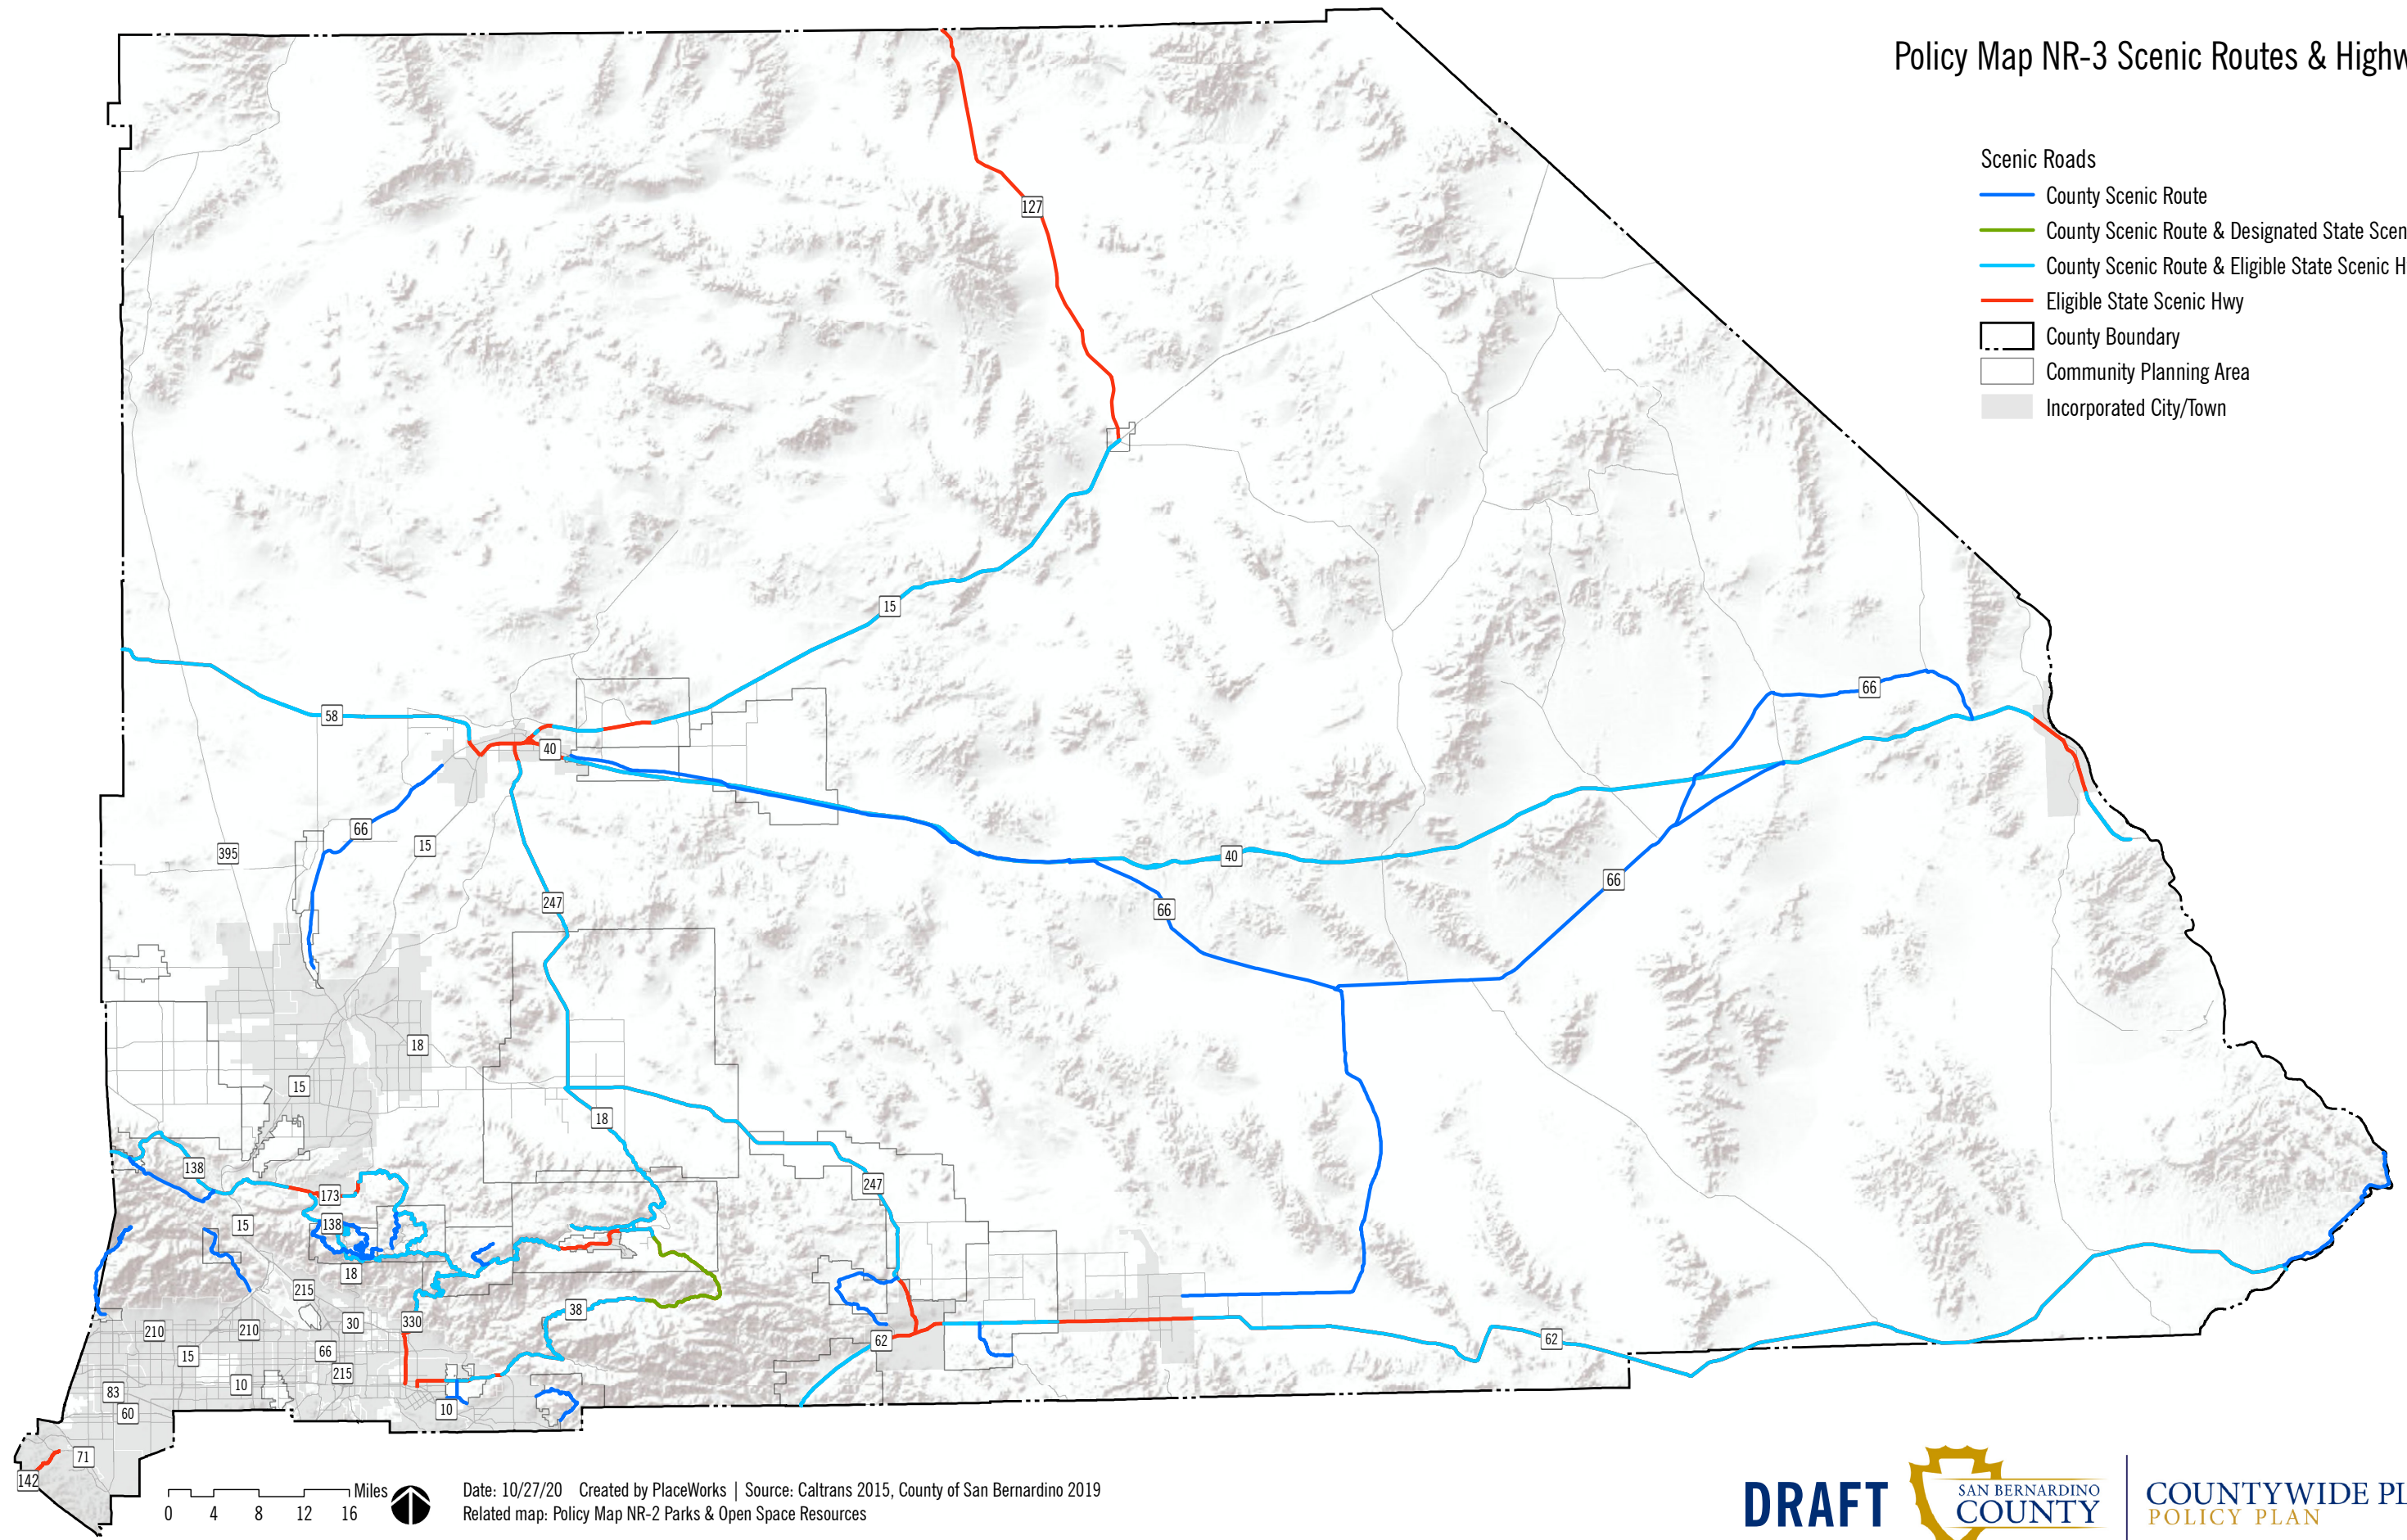 Policy Map NR-3 Scenic Routes &
Scenic Roads
County Scenic Route
County Scenic Route & Designated State
County Scenic Route & Eligible State Scenic
Eligible State Scenic Hwy
County Boundary
Community Planning Area
Incorporated City/Town
127
15
66
58
40
66
15
395
40
66
247
66
18
15
18
138
247
173
138
15
18
215
38
330
30
210
210
62
62
66
15
215
10
83
10
60
71
142
Miles
0 4 8 12 16
Date: 10/27/20 Created by PlaceWorks | Source: Caltrans 2015, County of San Bernardino 2019
Related map: Policy Map NR-2 Parks & Open Space Resources
DRAFT
SAN BERNARDINO
COUNTY
COUNTYWIDE
POLICY PLAN